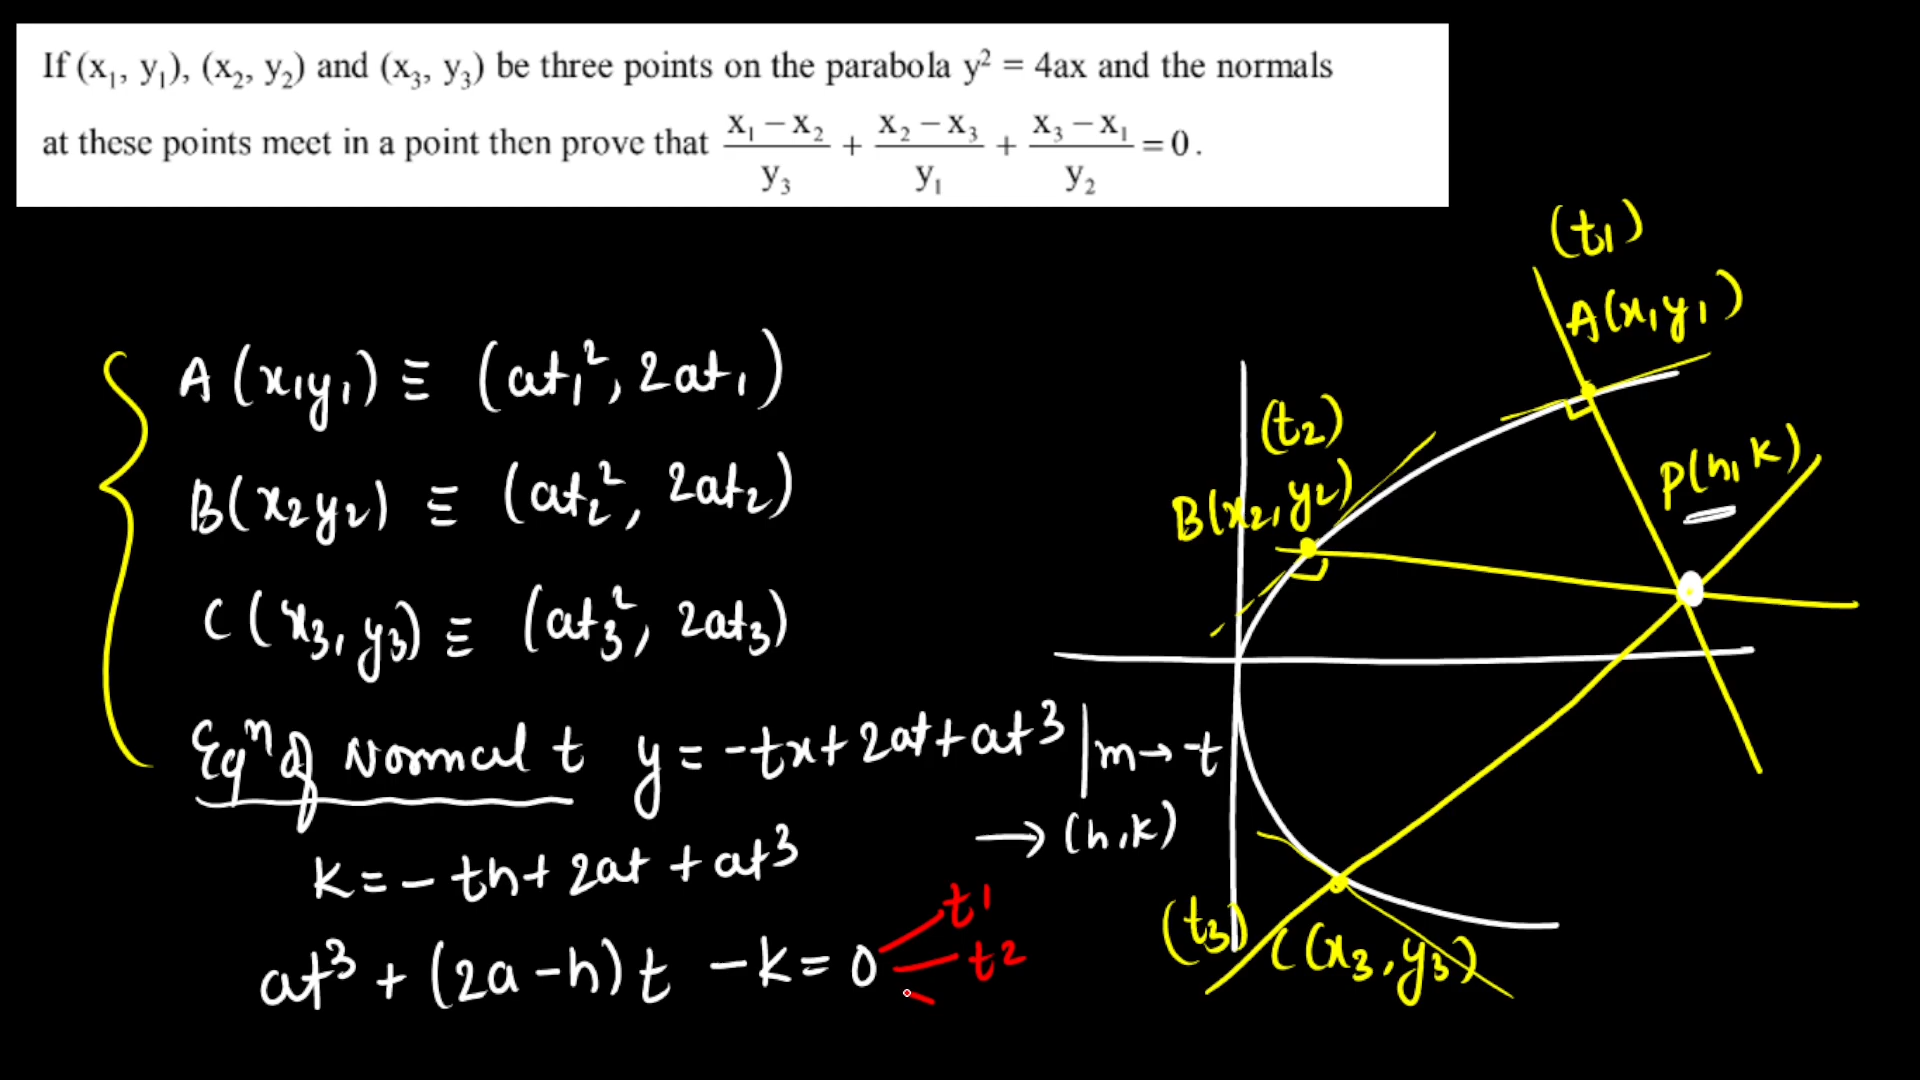 If (x₁, y₁), (x₂, y₂) and (x₃, y₃) be three points on the parabola y² = 4ax and the normals
at these points meet in a point then prove that (x₁ − x₂)/y₃ + (x₂ − x₃)/y₁ + (x₃ − x₁)/y₂ = 0.
(t1)
A(x1y1)
A(x1y1) ≡ (at₁², 2at1)
(t2)
B(x2,y2)
P(h,k)
B(x2y2) ≡ (at₂², 2at2)
C(x3,y3) ≡ (at₃², 2at3)
Eqⁿ of Normal t y = -tx+2at+at³ | m→-t
→ (h,k)
k = -th+2at+at³
t1
at³ + (2a-h)t -k = 0
t2
(t3) C(x3,y3)